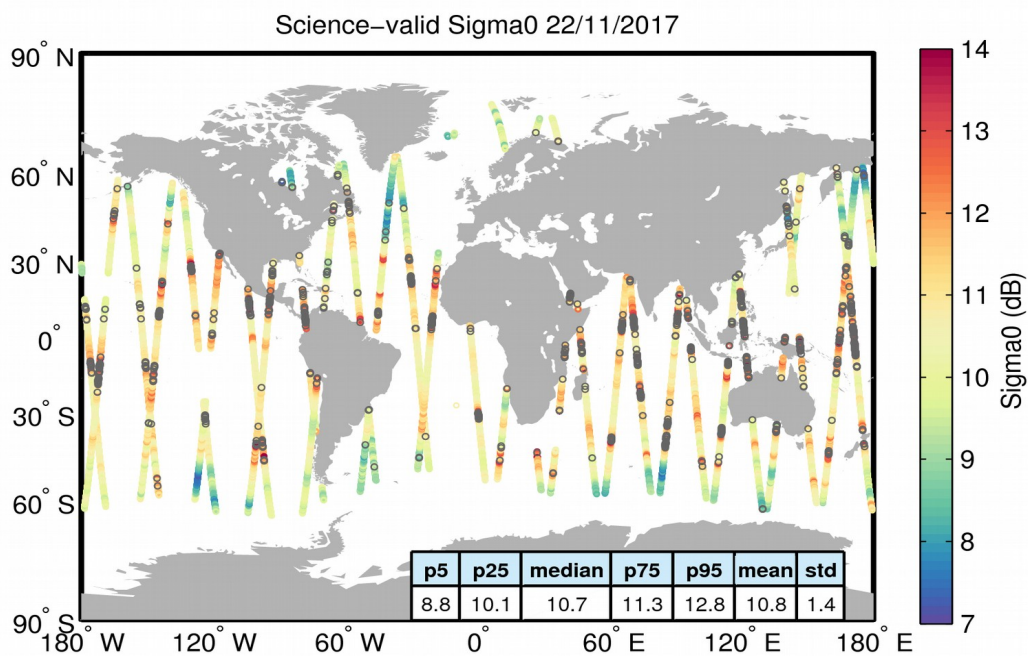 Science−valid Sigma0 22/11/2017
90° N
60° N
30° N
0°
30° S
60° S
90° S
180° W
120° W
60° W
0°
60° E
120° E
180° E
14
13
12
11
10
9
8
7
Sigma0 (dB)
p5 p25 median p75 p95 mean std
8.8 10.1 10.7 11.3 12.8 10.8 1.4